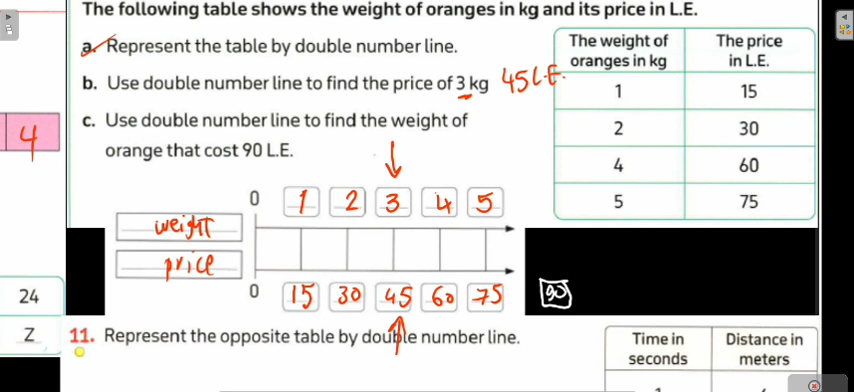 The following table shows the weight of oranges in kg and its price in L.E.
a. Represent the table by double number line.
b. Use double number line to find the price of 3 kg 45 L.E.
c. Use double number line to find the weight of
orange that cost 90 L.E.
The weight of oranges in kg The price in L.E.
1 15
2 30
4 60
5 75
4
0 1 2 3 4 5
weight
price
0 15 30 45 60 75
90
24
Z
11. Represent the opposite table by double number line.
Time in seconds Distance in meters